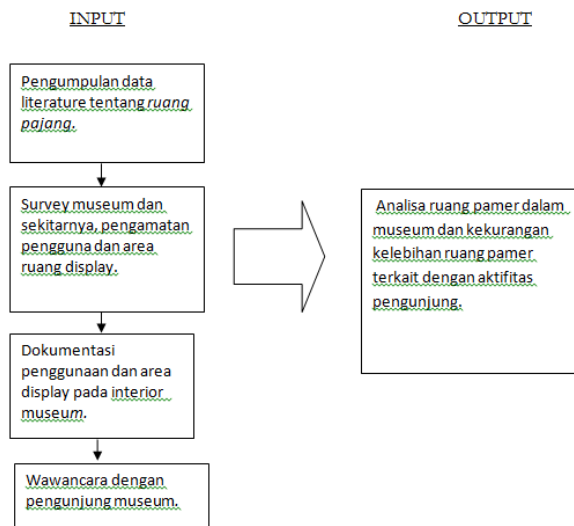 INPUT
OUTPUT
Pengumpulan data
literature tentang ruang
pajang.
Survey museum dan
sekitarnya, pengamatan
pengguna dan area
ruang display.
Dokumentasi
penggunaan dan area
display pada interior
museum.
Wawancara dengan
pengunjung museum.
Analisa ruang pamer dalam
museum dan kekurangan
kelebihan ruang pamer
terkait dengan aktifitas
pengunjung.